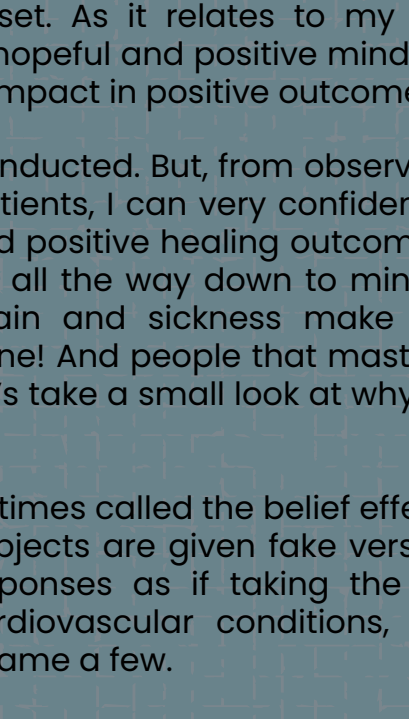 set. As it relates to my
hopeful and positive mind
mpact in positive outcome
nducted. But, from observ
tients, I can very confider
d positive healing outcom
all the way down to min
ain and sickness make
ne! And people that mast
's take a small look at why
times called the belief effe
ojects are given fake vers
ponses as if taking the
rdiovascular conditions,
ame a few.